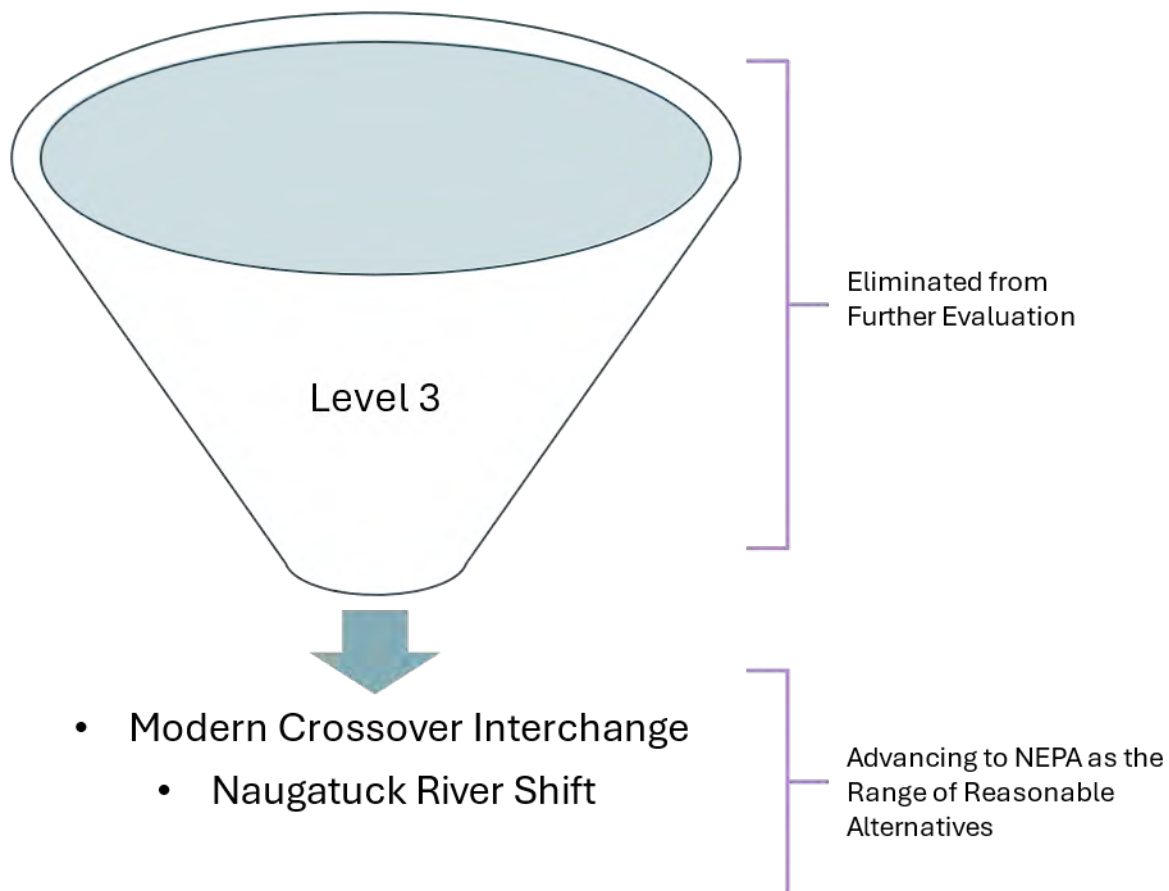 Eliminated from
Further Evaluation
Level 3
• Modern Crossover Interchange
• Naugatuck River Shift
Advancing to NEPA as the
Range of Reasonable
Alternatives